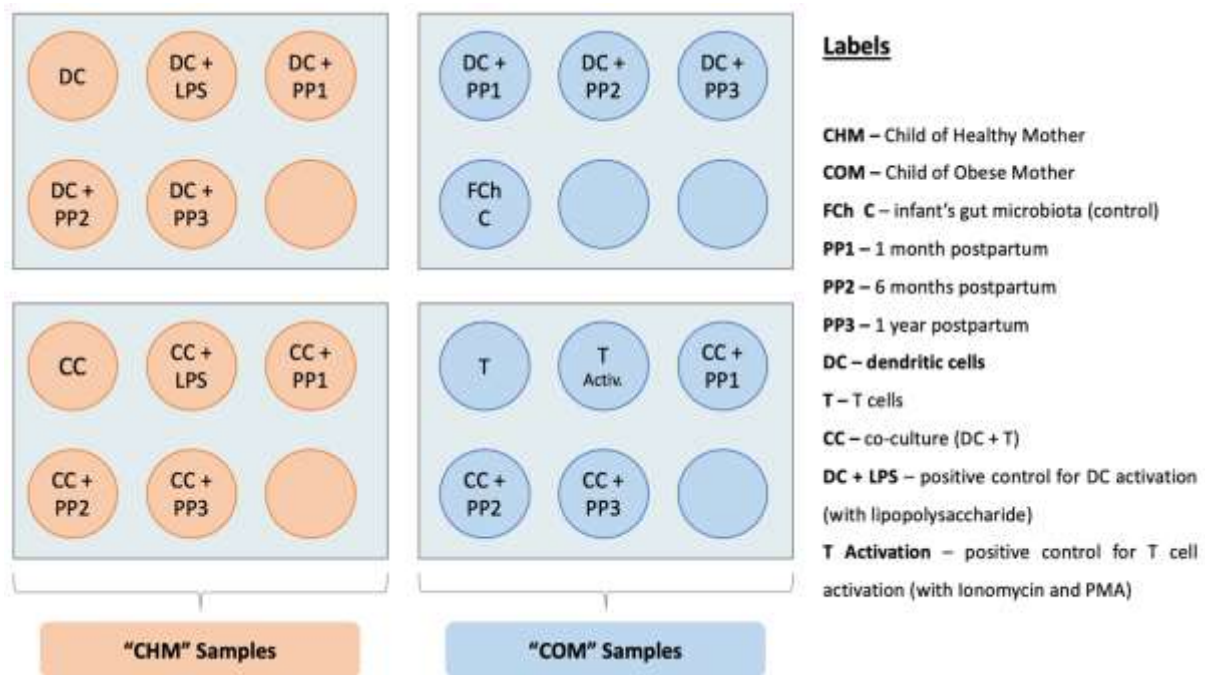 DC
DC +
LPS
DC +
PP1
DC +
PP2
DC +
PP3
DC +
PP1
DC +
PP2
DC +
PP3
FCh
C
CC
CC +
LPS
CC +
PP1
CC +
PP2
CC +
PP3
T
T
Activ.
CC +
PP1
CC +
PP2
CC +
PP3
"CHM" Samples
"COM" Samples
Labels
CHM – Child of Healthy Mother
COM – Child of Obese Mother
FCh C – infant's gut microbiota (control)
PP1 – 1 month postpartum
PP2 – 6 months postpartum
PP3 – 1 year postpartum
DC – dendritic cells
T – T cells
CC – co-culture (DC + T)
DC + LPS – positive control for DC activation
(with lipopolysaccharide)
T Activation – positive control for T cell
activation (with Ionomycin and PMA)